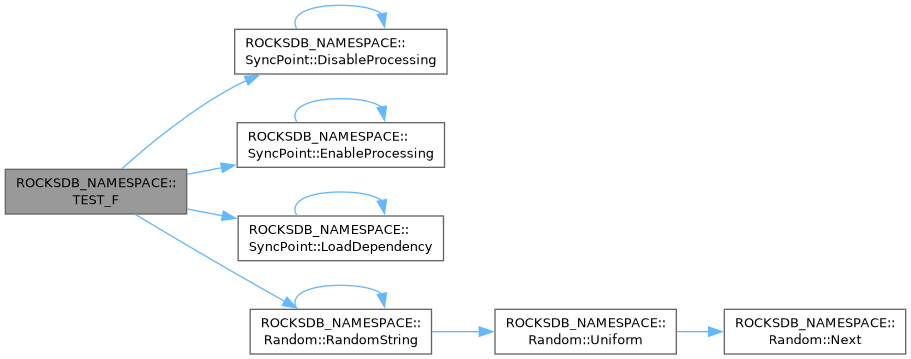 ROCKSDB_NAMESPACE::
SyncPoint::DisableProcessing
ROCKSDB_NAMESPACE::
SyncPoint::EnableProcessing
ROCKSDB_NAMESPACE::
TEST_F
ROCKSDB_NAMESPACE::
SyncPoint::LoadDependency
ROCKSDB_NAMESPACE::
Random::RandomString
ROCKSDB_NAMESPACE::
Random::Uniform
ROCKSDB_NAMESPACE::
Random::Next